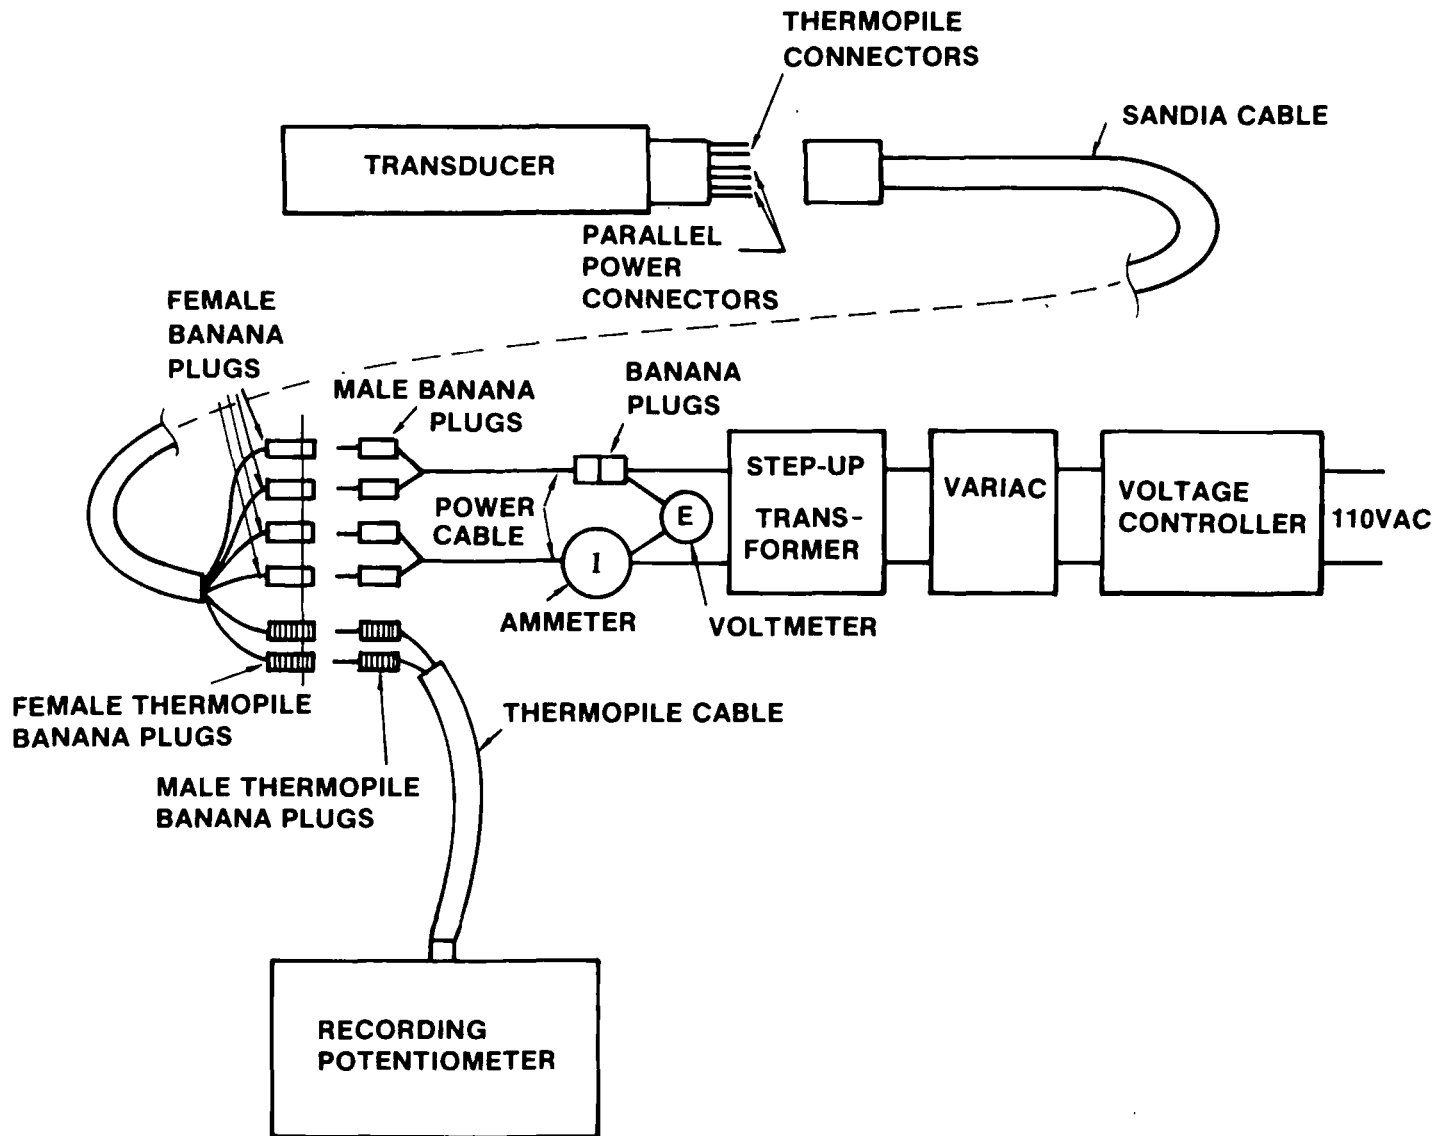 THERMOPILE
CONNECTORS
SANDIA CABLE
TRANSDUCER
PARALLEL
POWER
CONNECTORS
FEMALE
BANANA
PLUGS
MALE BANANA
PLUGS
BANANA
PLUGS
STEP-UP
TRANS-
FORMER
VARIAC
VOLTAGE
CONTROLLER
110VAC
POWER
CABLE
E
I
AMMETER
VOLTMETER
FEMALE THERMOPILE
BANANA PLUGS
THERMOPILE CABLE
MALE THERMOPILE
BANANA PLUGS
RECORDING
POTENTIOMETER